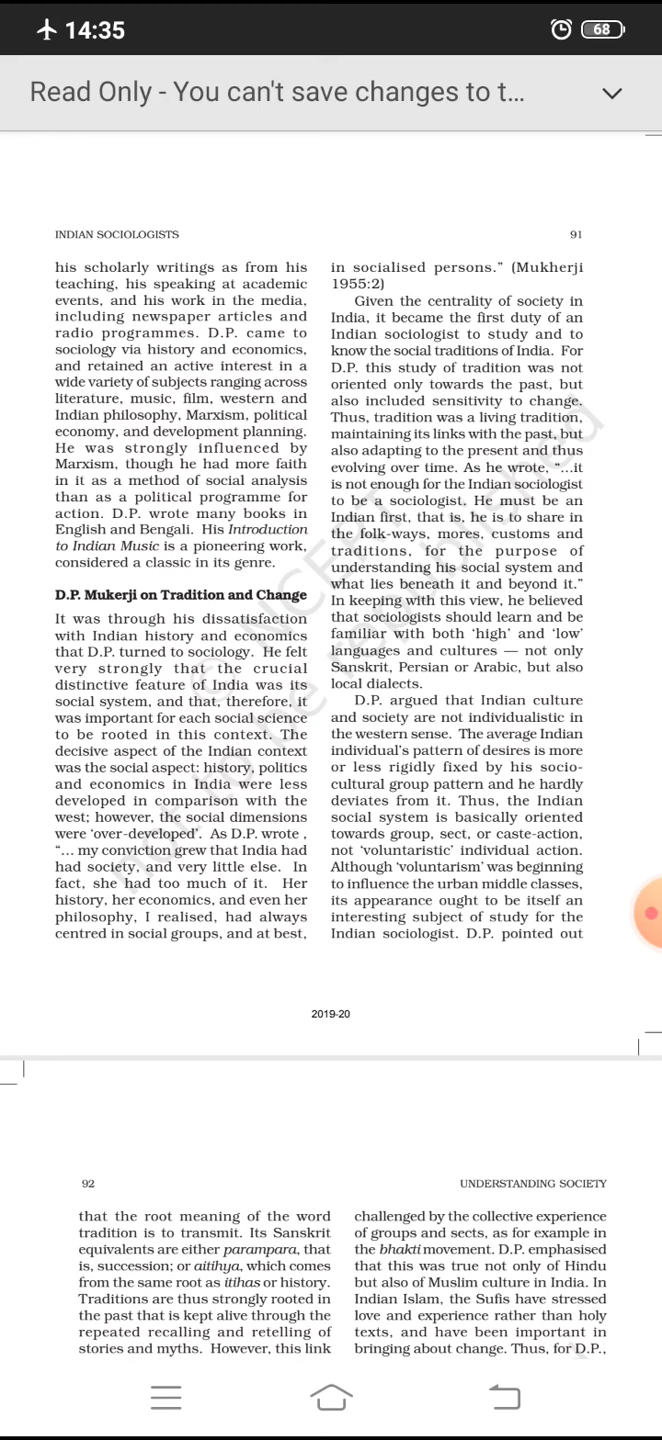 14:35
68
Read Only - You can't save changes to t...
INDIAN SOCIOLOGISTS
91
his scholarly writings as from his
teaching, his speaking at academic
events, and his work in the media,
including newspaper articles and
radio programmes. D.P. came to
sociology via history and economics,
and retained an active interest in a
wide variety of subjects ranging across
literature, music, film, western and
Indian philosophy, Marxism, political
economy, and development planning.
He was strongly influenced by
Marxism, though he had more faith
in it as a method of social analysis
than as a political programme for
action. D.P. wrote many books in
English and Bengali. His Introduction
to Indian Music is a pioneering work,
considered a classic in its genre.
D.P. Mukerji on Tradition and Change
It was through his dissatisfaction
with Indian history and economics
that D.P. turned to sociology. He felt
very strongly that the crucial
distinctive feature of India was its
social system, and that, therefore, it
was important for each social science
to be rooted in this context. The
decisive aspect of the Indian context
was the social aspect: history, politics
and economics in India were less
developed in comparison with the
west; however, the social dimensions
were ‘over-developed’. As D.P. wrote ,
“… my conviction grew that India had
had society, and very little else. In
fact, she had too much of it. Her
history, her economics, and even her
philosophy, I realised, had always
centred in social groups, and at best,
in socialised persons.” (Mukherji
1955:2)
Given the centrality of society in
India, it became the first duty of an
Indian sociologist to study and to
know the social traditions of India. For
D.P. this study of tradition was not
oriented only towards the past, but
also included sensitivity to change.
Thus, tradition was a living tradition,
maintaining its links with the past, but
also adapting to the present and thus
evolving over time. As he wrote, “...it
is not enough for the Indian sociologist
to be a sociologist. He must be an
Indian first, that is, he is to share in
the folk-ways, mores, customs and
traditions, for the purpose of
understanding his social system and
what lies beneath it and beyond it.”
In keeping with this view, he believed
that sociologists should learn and be
familiar with both ‘high’ and ‘low’
languages and cultures — not only
Sanskrit, Persian or Arabic, but also
local dialects.
D.P. argued that Indian culture
and society are not individualistic in
the western sense. The average Indian
individual’s pattern of desires is more
or less rigidly fixed by his socio-
cultural group pattern and he hardly
deviates from it. Thus, the Indian
social system is basically oriented
towards group, sect, or caste-action,
not ‘voluntaristic’ individual action.
Although ‘voluntarism’ was beginning
to influence the urban middle classes,
its appearance ought to be itself an
interesting subject of study for the
Indian sociologist. D.P. pointed out
© NCERT
not to be republished
2019-20
92
UNDERSTANDING SOCIETY
that the root meaning of the word
tradition is to transmit. Its Sanskrit
equivalents are either parampara, that
is, succession; or aitihya, which comes
from the same root as itihas or history.
Traditions are thus strongly rooted in
the past that is kept alive through the
repeated recalling and retelling of
stories and myths. However, this link
challenged by the collective experience
of groups and sects, as for example in
the bhakti movement. D.P. emphasised
that this was true not only of Hindu
but also of Muslim culture in India. In
Indian Islam, the Sufis have stressed
love and experience rather than holy
texts, and have been important in
bringing about change. Thus, for D.P.,